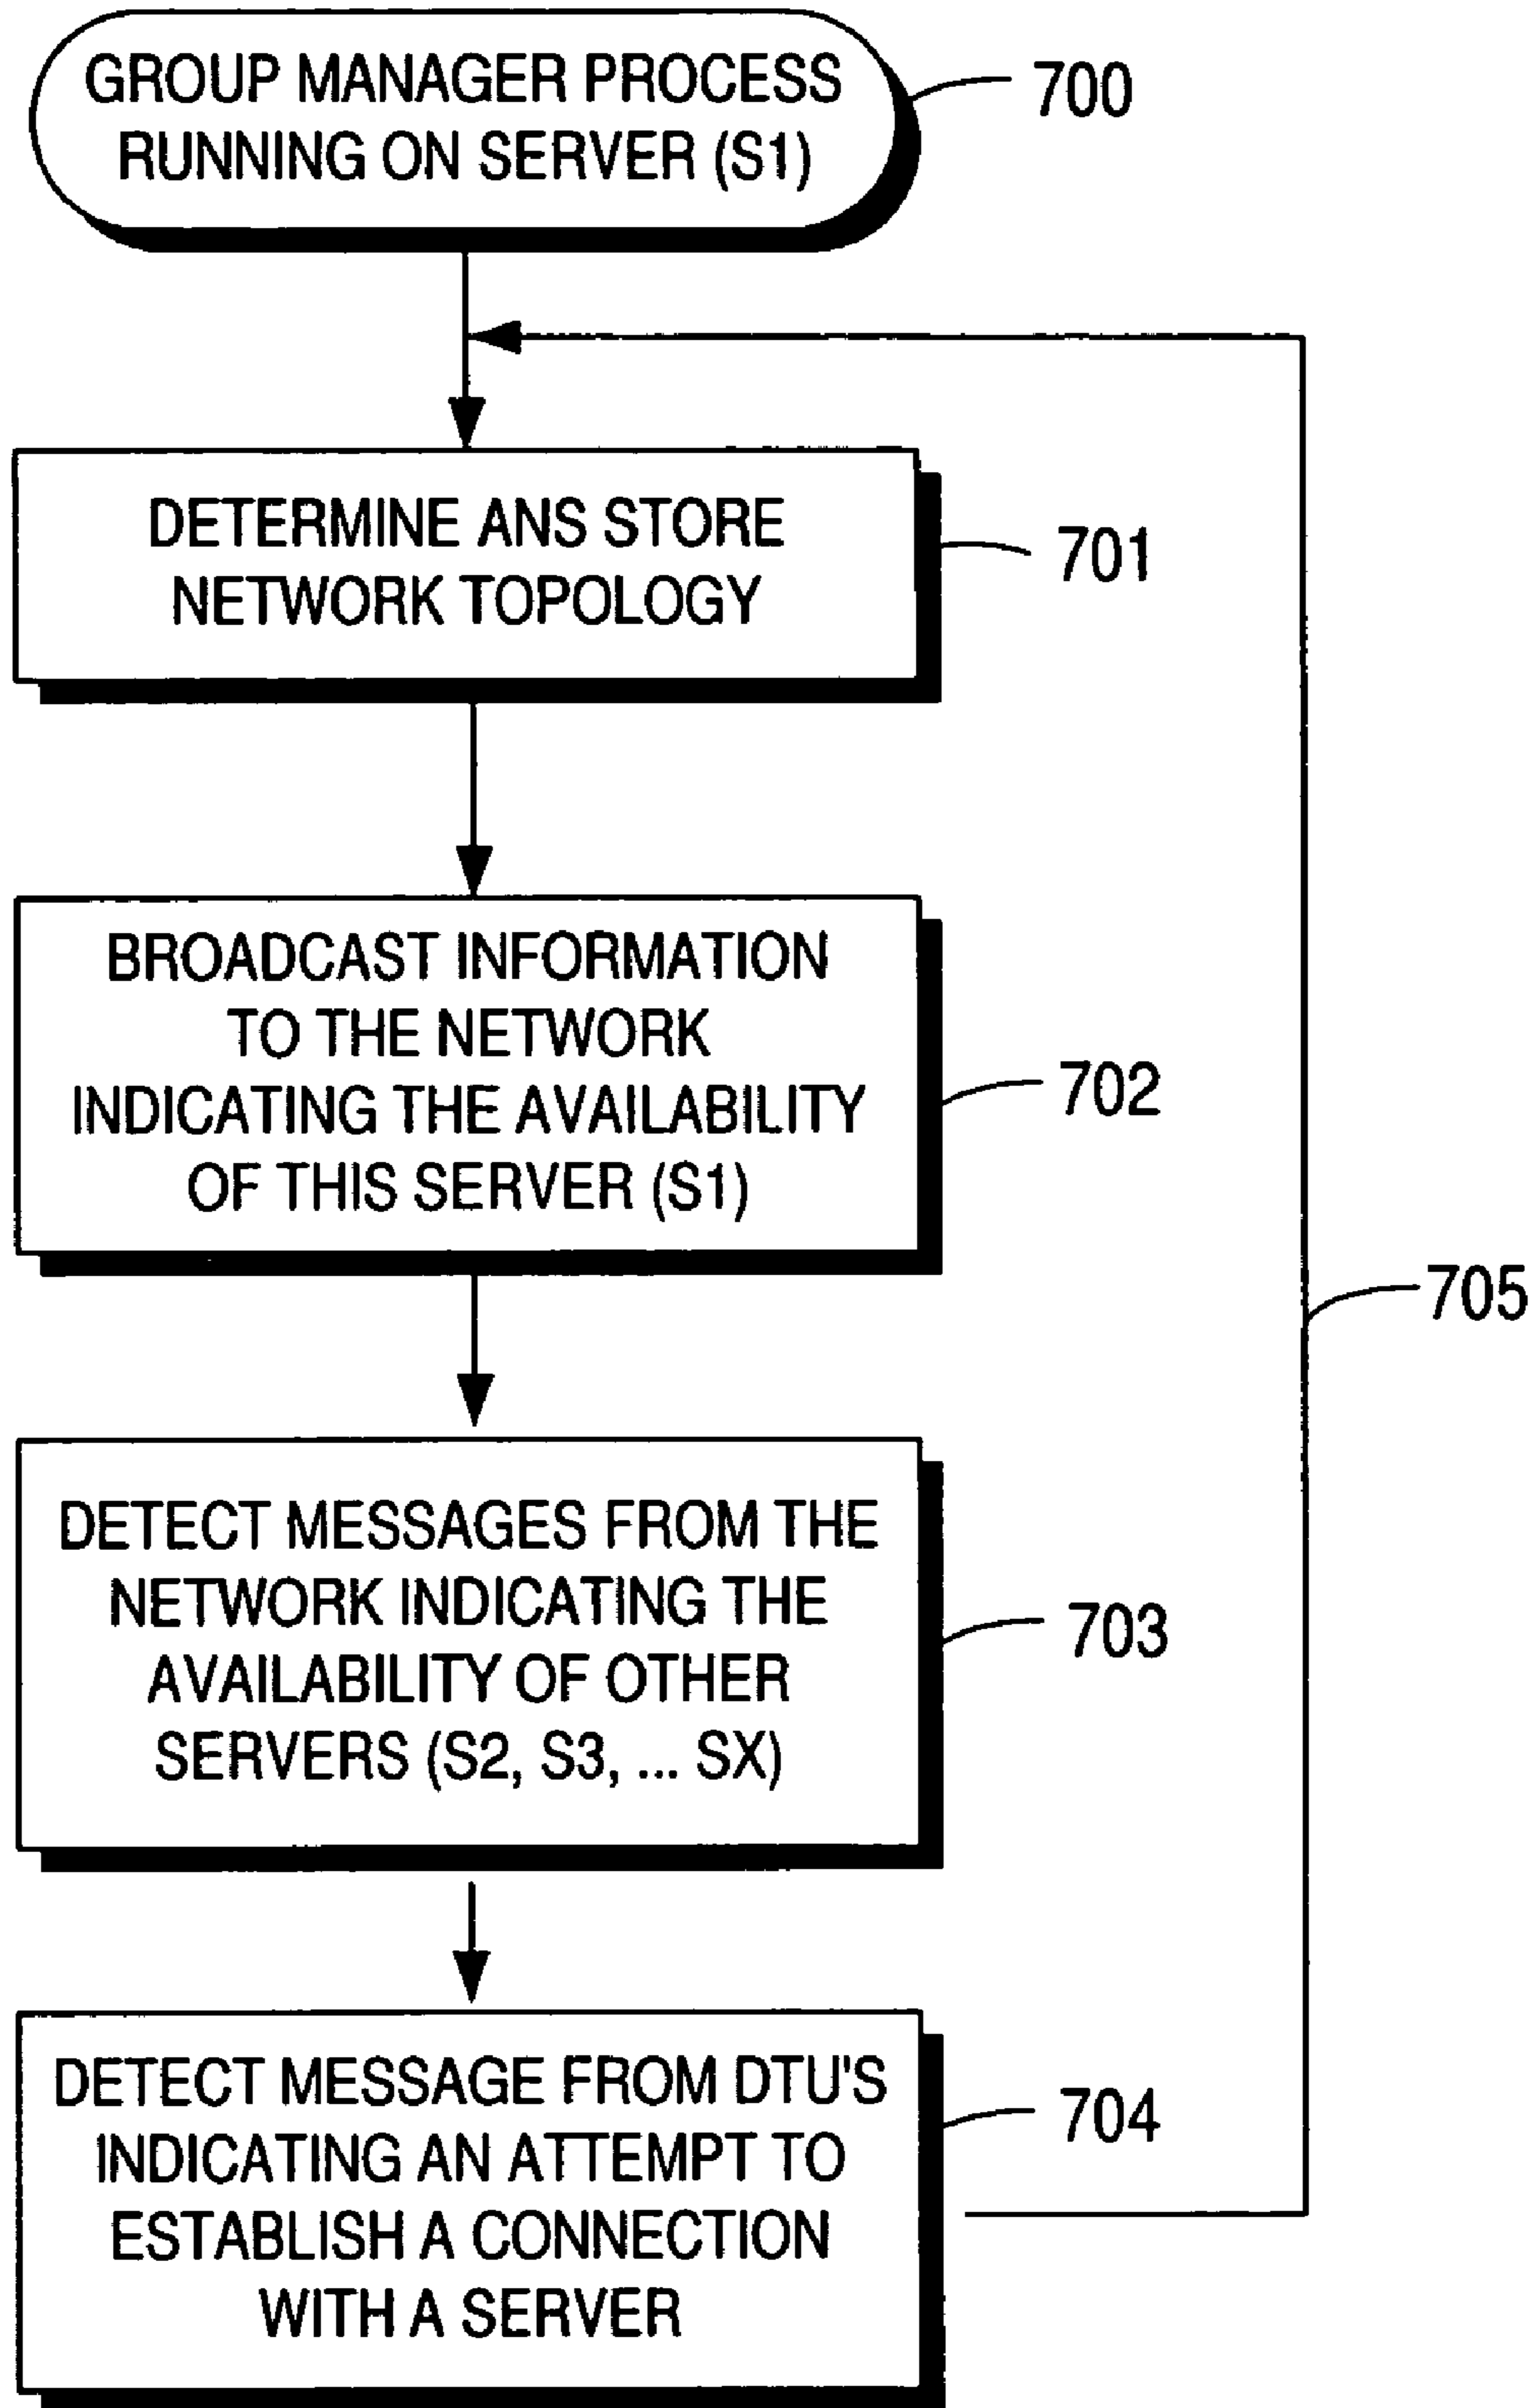 GROUP MANAGER PROCESS
RUNNING ON SERVER (S1)
700
DETERMINE ANS STORE
NETWORK TOPOLOGY
701
BROADCAST INFORMATION
TO THE NETWORK
INDICATING THE AVAILABILITY
OF THIS SERVER (S1)
702
705
DETECT MESSAGES FROM THE
NETWORK INDICATING THE
AVAILABILITY OF OTHER
SERVERS (S2, S3, ... SX)
703
DETECT MESSAGE FROM DTU'S
INDICATING AN ATTEMPT TO
ESTABLISH A CONNECTION
WITH A SERVER
704